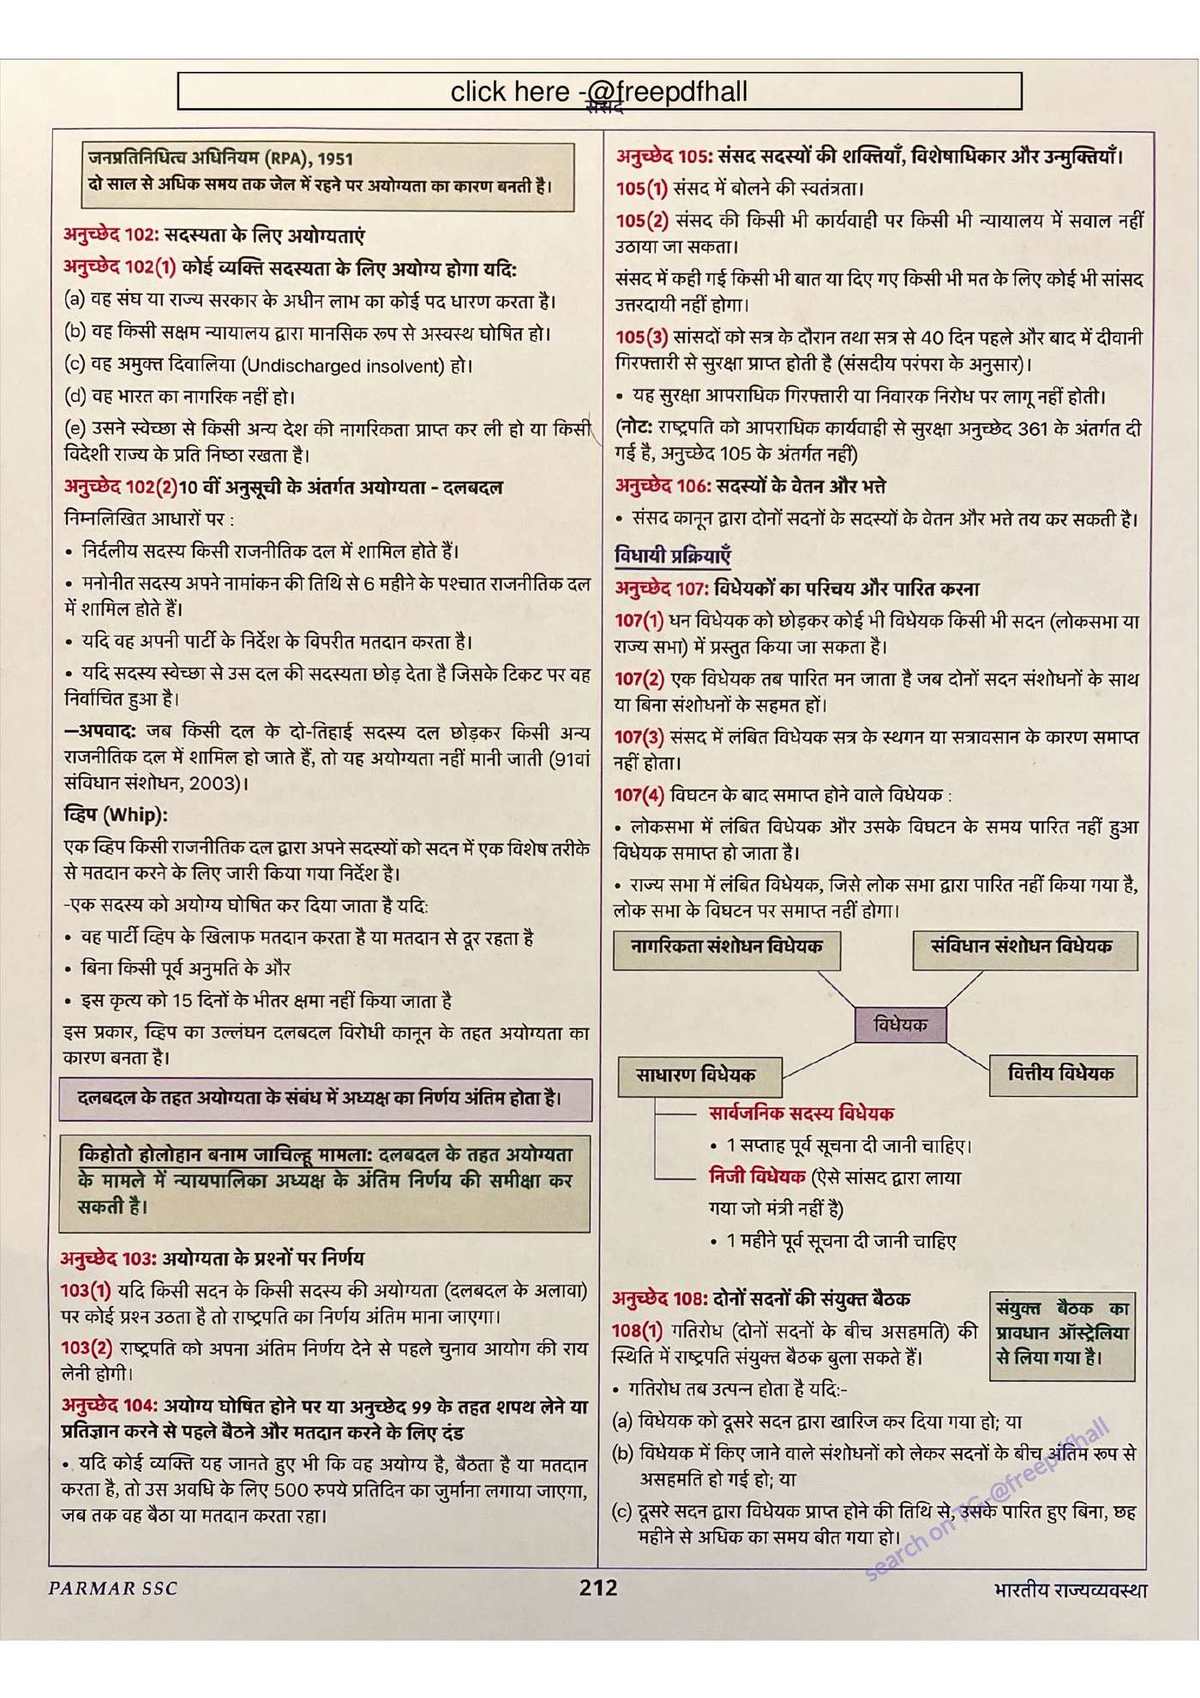 click here -@freepdfhall
संसद
जनप्रतिनिधित्व अधिनियम (RPA), 1951
दो साल से अधिक समय तक जेल में रहने पर अयोग्यता का कारण बनती है।
अनुच्छेद 102: सदस्यता के लिए अयोग्यताएं
अनुच्छेद 102(1) कोई व्यक्ति सदस्यता के लिए अयोग्य होगा यदि:
(a) वह संघ या राज्य सरकार के अधीन लाभ का कोई पद धारण करता है।
(b) वह किसी सक्षम न्यायालय द्वारा मानसिक रूप से अस्वस्थ घोषित हो।
(c) वह अमुक्त दिवालिया (Undischarged insolvent) हो।
(d) वह भारत का नागरिक नहीं हो।
(e) उसने स्वेच्छा से किसी अन्य देश की नागरिकता प्राप्त कर ली हो या किसी
विदेशी राज्य के प्रति निष्ठा रखता है।
अनुच्छेद 102(2)10 वीं अनुसूची के अंतर्गत अयोग्यता - दलबदल
निम्नलिखित आधारों पर :
• निर्दलीय सदस्य किसी राजनीतिक दल में शामिल होते हैं।
• मनोनीत सदस्य अपने नामांकन की तिथि से 6 महीने के पश्चात राजनीतिक दल
में शामिल होते हैं।
• यदि वह अपनी पार्टी के निर्देश के विपरीत मतदान करता है।
• यदि सदस्य स्वेच्छा से उस दल की सदस्यता छोड़ देता है जिसके टिकट पर वह
निर्वाचित हुआ है।
—अपवाद: जब किसी दल के दो-तिहाई सदस्य दल छोड़कर किसी अन्य
राजनीतिक दल में शामिल हो जाते हैं, तो यह अयोग्यता नहीं मानी जाती (91वां
संविधान संशोधन, 2003)।
व्हिप (Whip):
एक व्हिप किसी राजनीतिक दल द्वारा अपने सदस्यों को सदन में एक विशेष तरीके
से मतदान करने के लिए जारी किया गया निर्देश है।
-एक सदस्य को अयोग्य घोषित कर दिया जाता है यदि:
• वह पार्टी व्हिप के खिलाफ मतदान करता है या मतदान से दूर रहता है
• बिना किसी पूर्व अनुमति के और
• इस कृत्य को 15 दिनों के भीतर क्षमा नहीं किया जाता है
इस प्रकार, व्हिप का उल्लंघन दलबदल विरोधी कानून के तहत अयोग्यता का
कारण बनता है।
दलबदल के तहत अयोग्यता के संबंध में अध्यक्ष का निर्णय अंतिम होता है।
किहोतो होलोहान बनाम जाचिल्हू मामला: दलबदल के तहत अयोग्यता
के मामले में न्यायपालिका अध्यक्ष के अंतिम निर्णय की समीक्षा कर
सकती है।
अनुच्छेद 103: अयोग्यता के प्रश्नों पर निर्णय
103(1) यदि किसी सदन के किसी सदस्य की अयोग्यता (दलबदल के अलावा)
पर कोई प्रश्न उठता है तो राष्ट्रपति का निर्णय अंतिम माना जाएगा।
103(2) राष्ट्रपति को अपना अंतिम निर्णय देने से पहले चुनाव आयोग की राय
लेनी होगी।
अनुच्छेद 104: अयोग्य घोषित होने पर या अनुच्छेद 99 के तहत शपथ लेने या
प्रतिज्ञान करने से पहले बैठने और मतदान करने के लिए दंड
• यदि कोई व्यक्ति यह जानते हुए भी कि वह अयोग्य है, बैठता है या मतदान
करता है, तो उस अवधि के लिए 500 रुपये प्रतिदिन का जुर्माना लगाया जाएगा,
जब तक वह बैठा या मतदान करता रहा।
अनुच्छेद 105: संसद सदस्यों की शक्तियाँ, विशेषाधिकार और उन्मुक्तियाँ।
105(1) संसद में बोलने की स्वतंत्रता।
105(2) संसद की किसी भी कार्यवाही पर किसी भी न्यायालय में सवाल नहीं
उठाया जा सकता।
संसद में कही गई किसी भी बात या दिए गए किसी भी मत के लिए कोई भी सांसद
उत्तरदायी नहीं होगा।
105(3) सांसदों को सत्र के दौरान तथा सत्र से 40 दिन पहले और बाद में दीवानी
गिरफ्तारी से सुरक्षा प्राप्त होती है (संसदीय परंपरा के अनुसार)।
• यह सुरक्षा आपराधिक गिरफ्तारी या निवारक निरोध पर लागू नहीं होती।
(नोट: राष्ट्रपति को आपराधिक कार्यवाही से सुरक्षा अनुच्छेद 361 के अंतर्गत दी
गई है, अनुच्छेद 105 के अंतर्गत नहीं)
अनुच्छेद 106: सदस्यों के वेतन और भत्ते
• संसद कानून द्वारा दोनों सदनों के सदस्यों के वेतन और भत्ते तय कर सकती है।
विधायी प्रक्रियाएँ
अनुच्छेद 107: विधेयकों का परिचय और पारित करना
107(1) धन विधेयक को छोड़कर कोई भी विधेयक किसी भी सदन (लोकसभा या
राज्य सभा) में प्रस्तुत किया जा सकता है।
107(2) एक विधेयक तब पारित मन जाता है जब दोनों सदन संशोधनों के साथ
या बिना संशोधनों के सहमत हों।
107(3) संसद में लंबित विधेयक सत्र के स्थगन या सत्रावसान के कारण समाप्त
नहीं होता।
107(4) विघटन के बाद समाप्त होने वाले विधेयक :
• लोकसभा में लंबित विधेयक और उसके विघटन के समय पारित नहीं हुआ
विधेयक समाप्त हो जाता है।
• राज्य सभा में लंबित विधेयक, जिसे लोक सभा द्वारा पारित नहीं किया गया है,
लोक सभा के विघटन पर समाप्त नहीं होगा।
नागरिकता संशोधन विधेयक
संविधान संशोधन विधेयक
विधेयक
साधारण विधेयक
वित्तीय विधेयक
सार्वजनिक सदस्य विधेयक
• 1 सप्ताह पूर्व सूचना दी जानी चाहिए।
निजी विधेयक (ऐसे सांसद द्वारा लाया
गया जो मंत्री नहीं है)
• 1 महीने पूर्व सूचना दी जानी चाहिए
अनुच्छेद 108: दोनों सदनों की संयुक्त बैठक
108(1) गतिरोध (दोनों सदनों के बीच असहमति) की
स्थिति में राष्ट्रपति संयुक्त बैठक बुला सकते हैं।
• गतिरोध तब उत्पन्न होता है यदि:-
संयुक्त बैठक का
प्रावधान ऑस्ट्रेलिया
से लिया गया है।
(a) विधेयक को दूसरे सदन द्वारा खारिज कर दिया गया हो; या
(b) विधेयक में किए जाने वाले संशोधनों को लेकर सदनों के बीच अंतिम रूप से
असहमति हो गई हो; या
(c) दूसरे सदन द्वारा विधेयक प्राप्त होने की तिथि से, उसके पारित हुए बिना, छह
महीने से अधिक का समय बीत गया हो।
search on TG-@freepdfhall
PARMAR SSC
212
भारतीय राज्यव्यवस्था